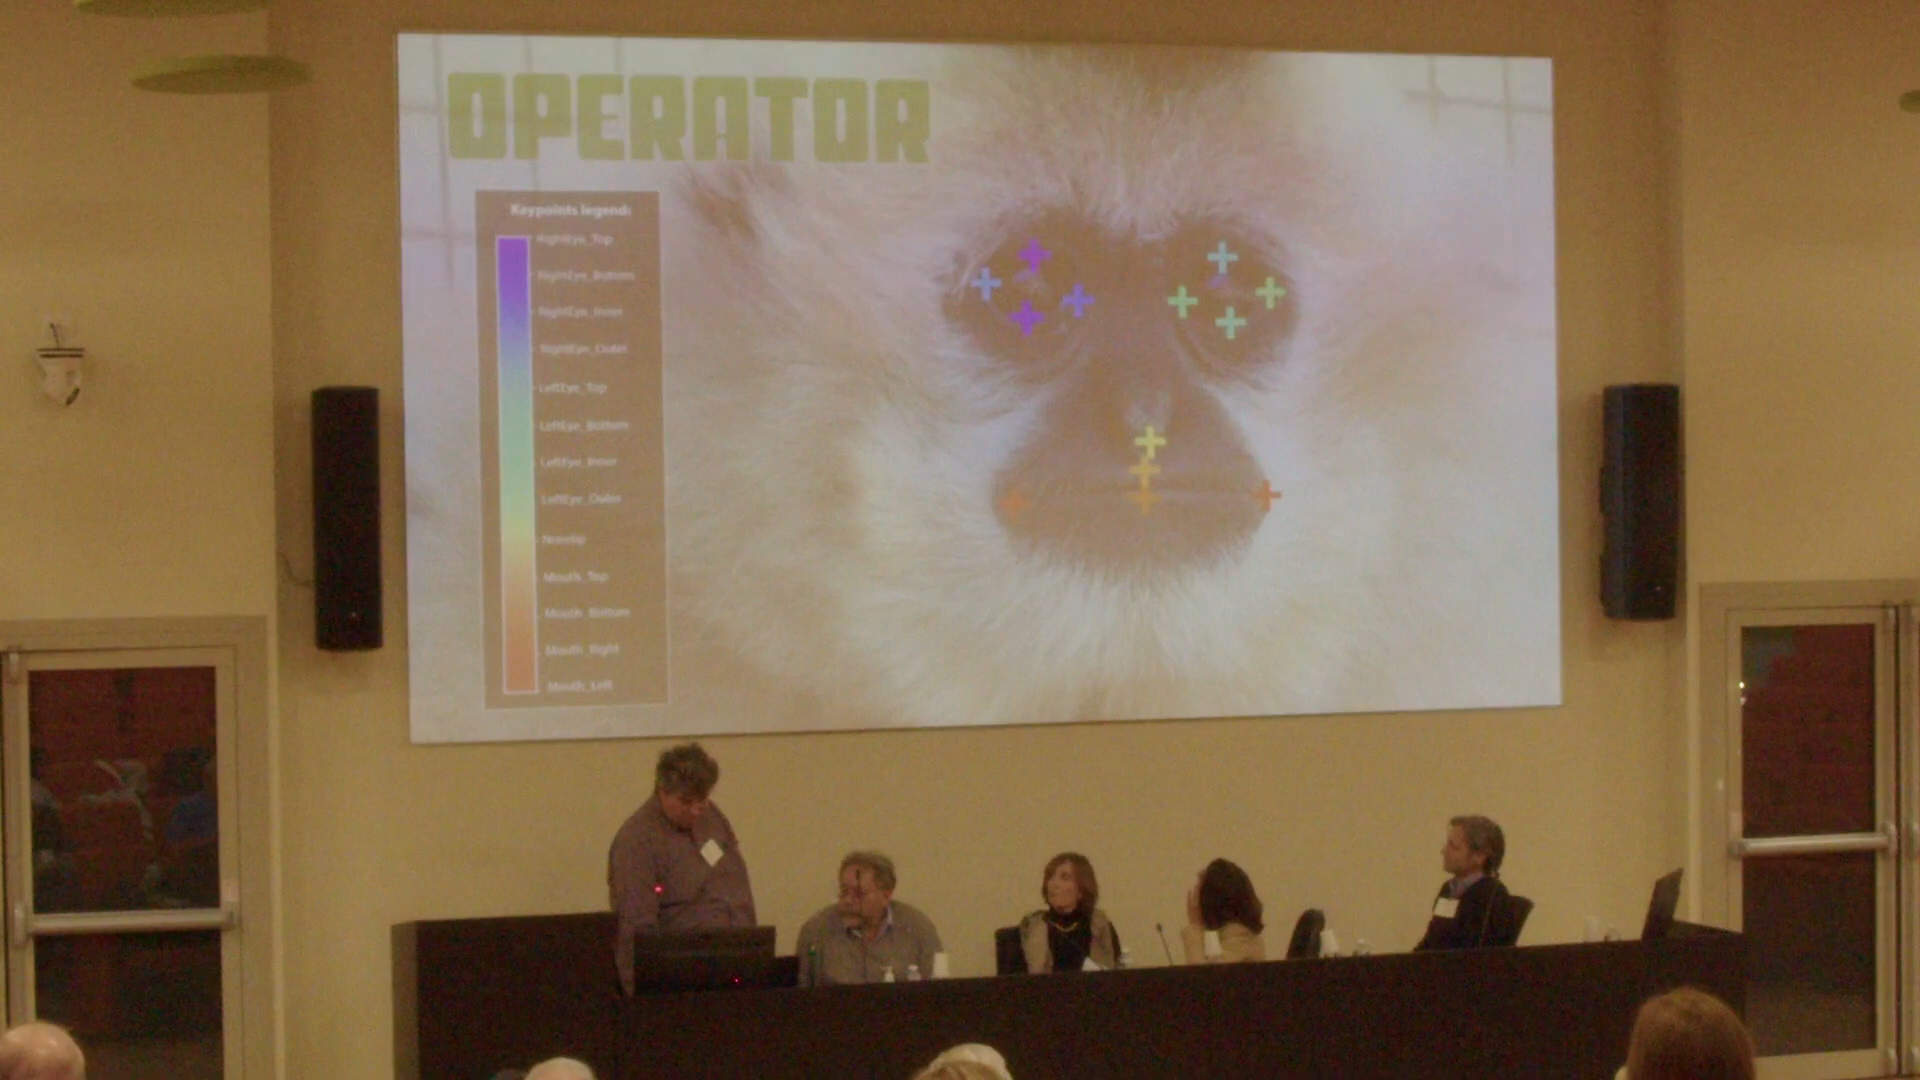 OPERATOR
Keypoints legend:
RightEye_Top
RightEye_Bottom
RightEye_Inner
RightEye_Outer
LeftEye_Top
LeftEye_Bottom
LeftEye_Inner
LeftEye_Outer
Nosetip
Mouth_Top
Mouth_Bottom
Mouth_Right
Mouth_Left